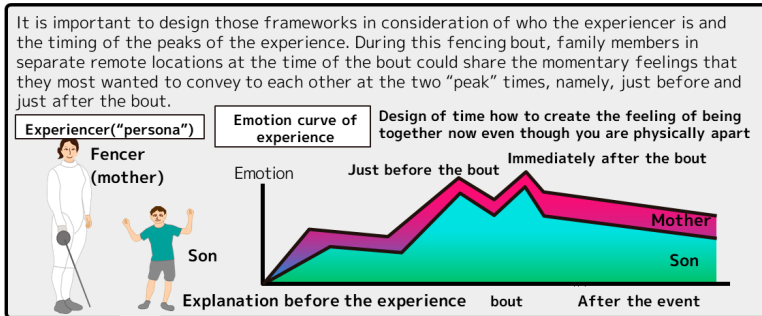 It is important to design those frameworks in consideration of who the experiencer is and
the timing of the peaks of the experience. During this fencing bout, family members in
separate remote locations at the time of the bout could share the momentary feelings that
they most wanted to convey to each other at the two “peak” times, namely, just before and
just after the bout.
Experiencer(“persona”)
Fencer
(mother)
Son
Emotion curve of
experience
Design of time how to create the feeling of being
together now even though you are physically apart
Emotion
Just before the bout
Immediately after the bout
Mother
Son
Explanation before the experience
bout
After the event